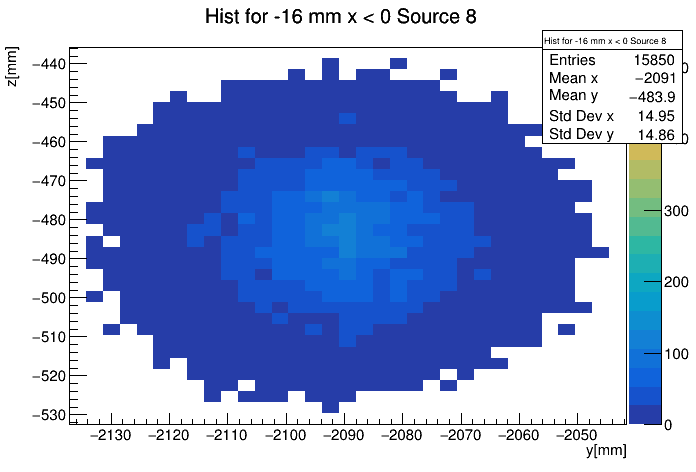 Hist for -16 mm x < 0 Source 8
Hist for -16 mm x < 0 Source 8
Entries 15850
Mean x −2091
Mean y −483.9
Std Dev x 14.95
Std Dev y 14.86
z[mm]
−440
−450
−460
−470
−480
−490
−500
−510
−520
−530
0
0
300
200
100
0
−2130 −2120 −2110 −2100 −2090 −2080 −2070 −2060 −2050
y[mm]